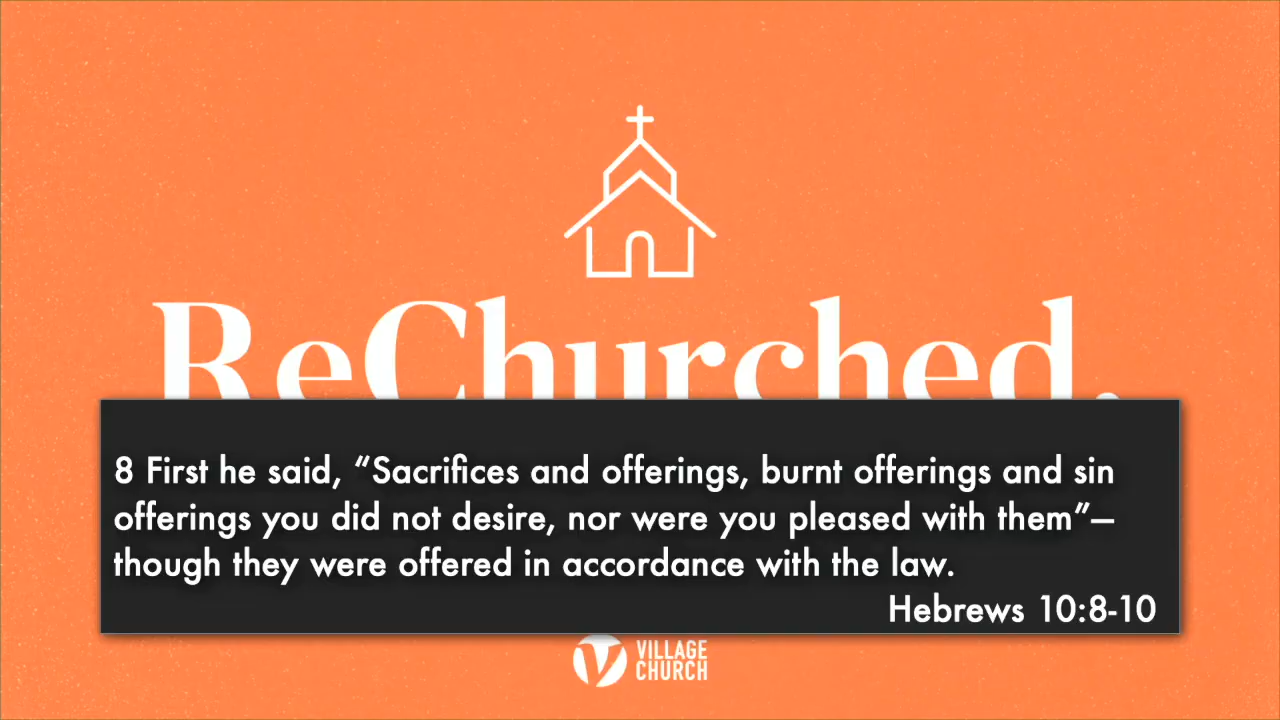 ReChurched.
8 First he said, “Sacrifices and offerings, burnt offerings and sin
offerings you did not desire, nor were you pleased with them”—
though they were offered in accordance with the law.
Hebrews 10:8-10
VILLAGE
CHURCH